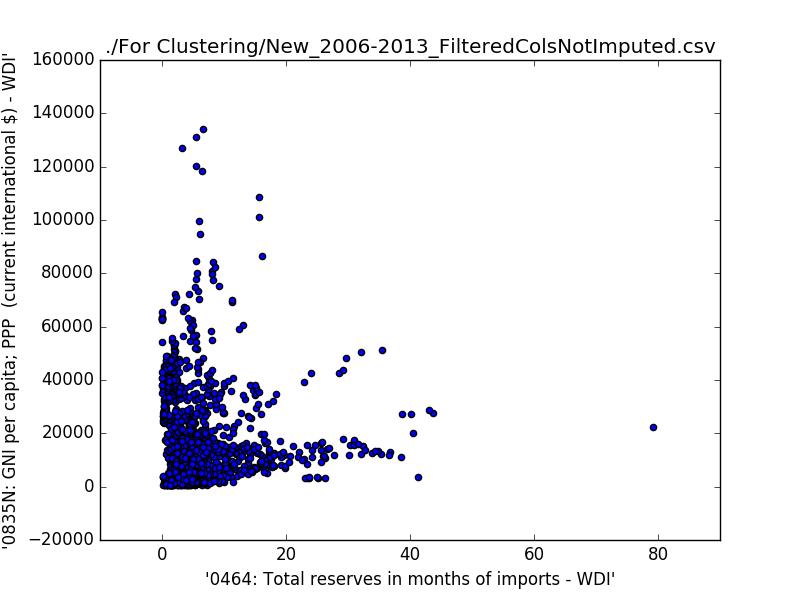 ./For Clustering/New_2006-2013_FilteredColsNotImputed.csv
160000
140000
120000
100000
80000
60000
40000
20000
0
−20000
'0835N: GNI per capita; PPP  (current international $) - WDI'
0 20 40 60 80
'0464: Total reserves in months of imports - WDI'